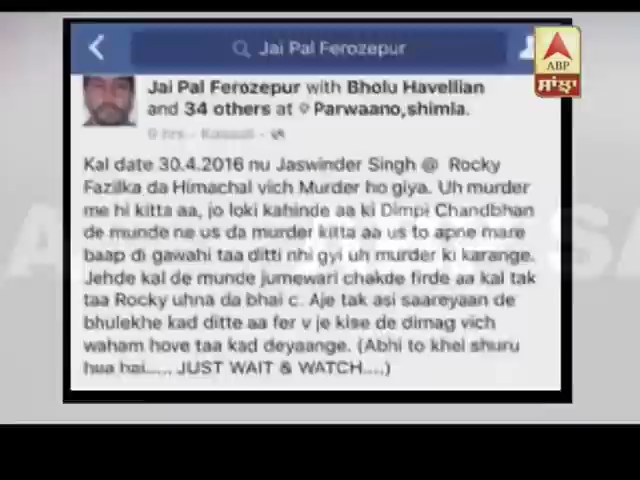 Jai Pal Ferozepur
ABP
ਸਾਂਝਾ
Jai Pal Ferozepur with Bholu Havellian
and 34 others at Parwaano,shimla.
9 hrs · Kasauli ·
Kal date 30.4.2016 nu Jaswinder Singh @ Rocky
Fazilka da Himachal vich Murder ho giya. Uh murder
me hi kitta aa, jo loki kahinde aa ki Dimpi Chandbhan
de munde ne us da murder kitta aa us to apne mare
baap di gawahi taa ditti nhi gyi uh murder ki karange.
Jehde kal de munde jumewari chakde firde aa kal tak
taa Rocky uhna da bhai c. Aje tak asi saareyaan de
bhulekhe kad ditte aa fer v je kise de dimag vich
waham hove taa kad deyaange. (Abhi to khel shuru
hua hai..... JUST WAIT & WATCH....)